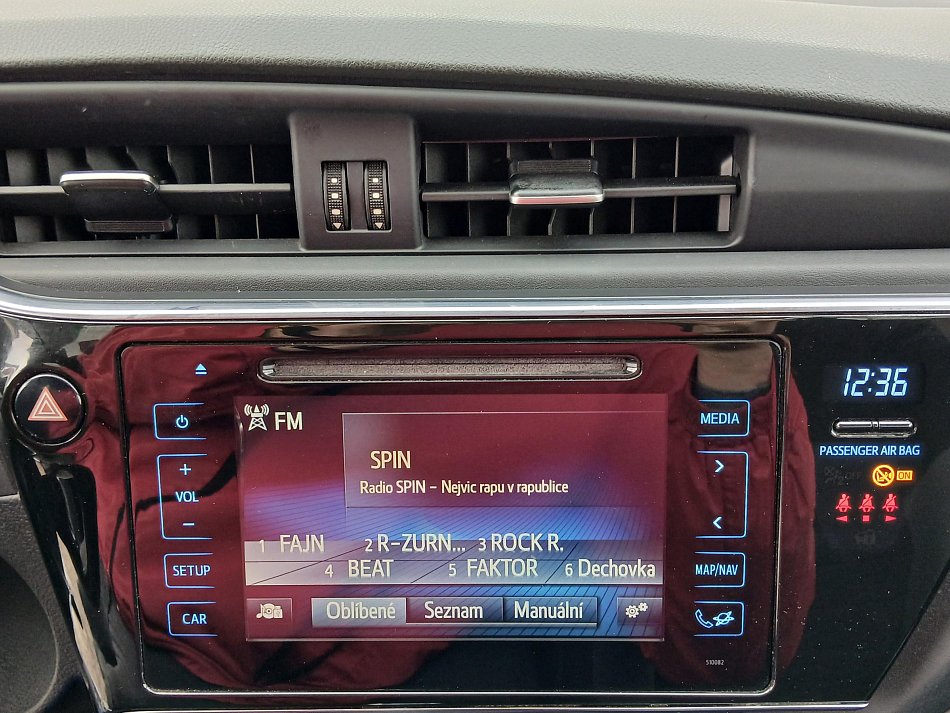 12:36
FM
MEDIA
PASSENGER AIR BAG
SPIN
+
Radio SPIN - Nejvic rapu v rapublice
ON
VOL
−
1 FAJN 2 R-ZURN... 3 ROCK R.
4 BEAT 5 FAKTOR 6 Dechovka
SETUP
MAP/NAV
CAR
Oblíbené Seznam Manuální
510082